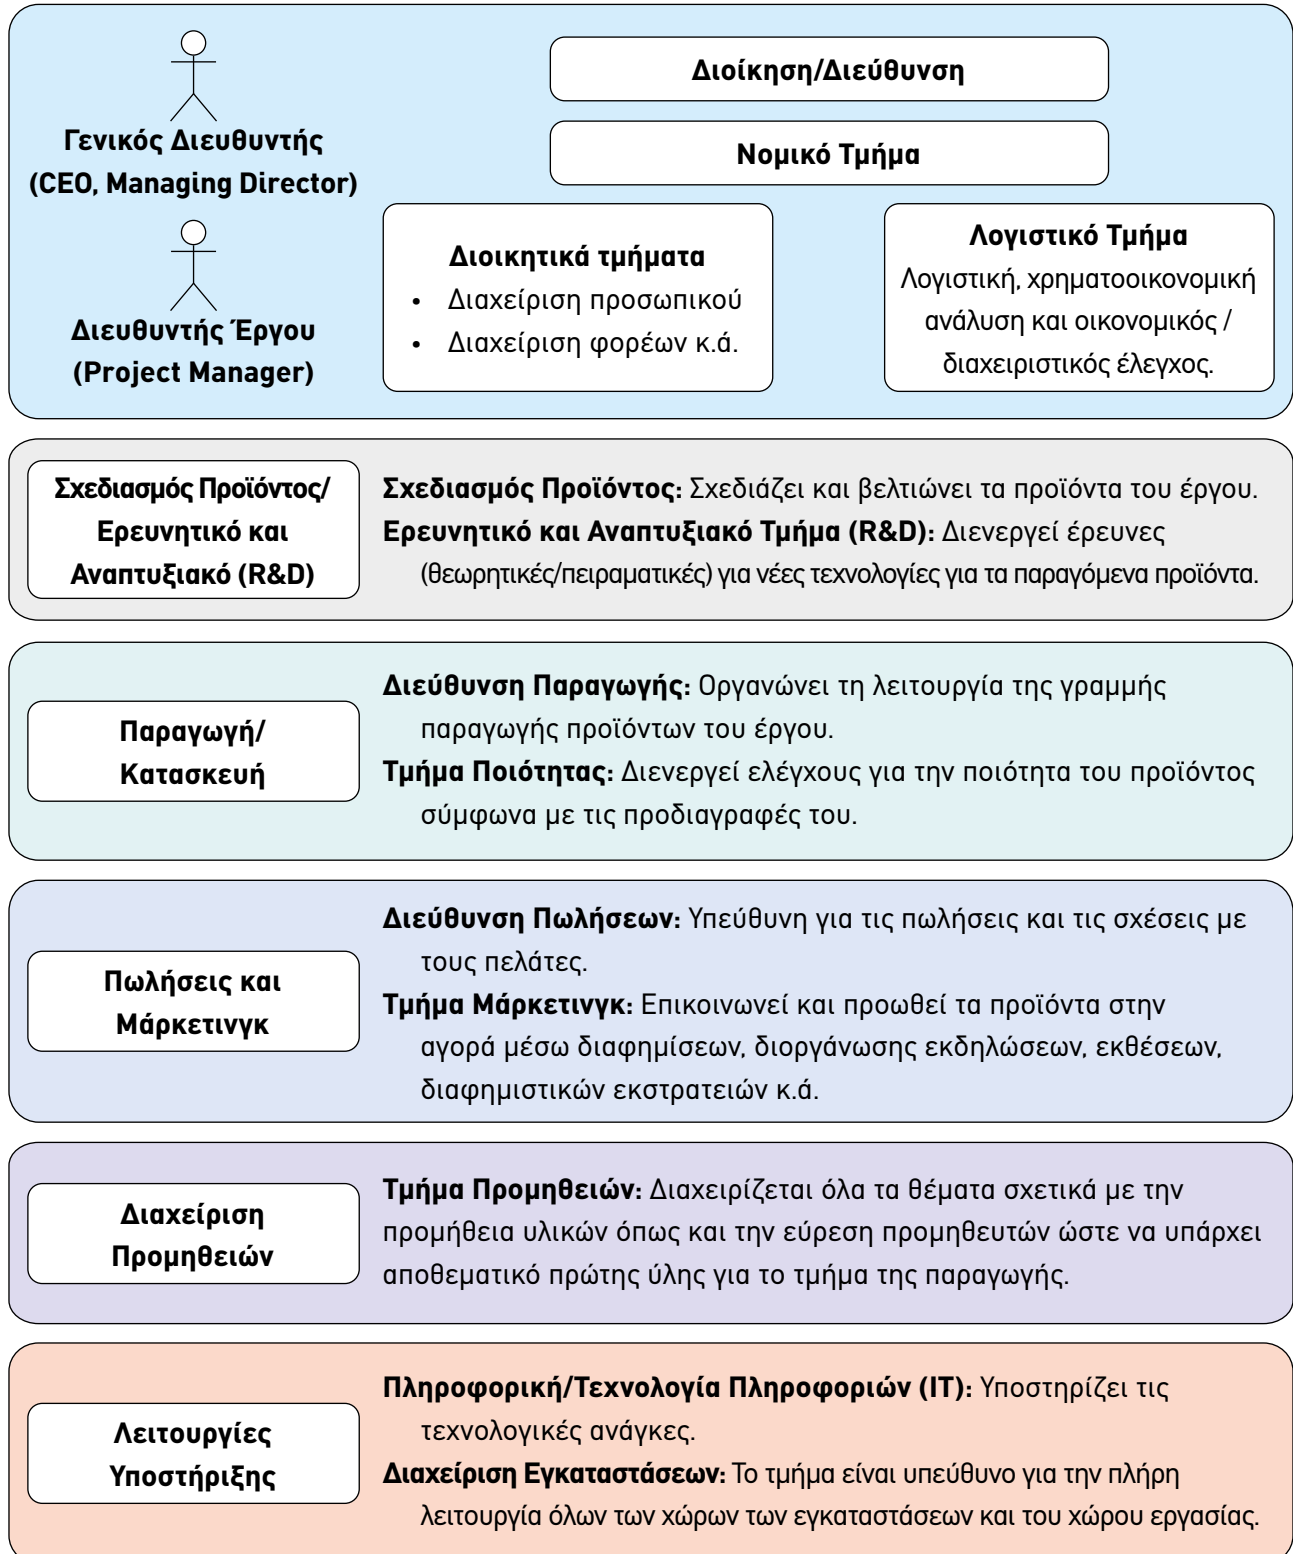 Γενικός Διευθυντής
(CEO, Managing Director)
Διευθυντής Έργου
(Project Manager)
Διοίκηση/Διεύθυνση
Νομικό Τμήμα
Διοικητικά τμήματα
• Διαχείριση προσωπικού
• Διαχείριση φορέων κ.ά.
Λογιστικό Τμήμα
Λογιστική, χρηματοοικονομική
ανάλυση και οικονομικός /
διαχειριστικός έλεγχος.
Σχεδιασμός Προϊόντος/
Ερευνητικό και
Αναπτυξιακό (R&D)
Σχεδιασμός Προϊόντος: Σχεδιάζει και βελτιώνει τα προϊόντα του έργου.
Ερευνητικό και Αναπτυξιακό Τμήμα (R&D): Διενεργεί έρευνες
(θεωρητικές/πειραματικές) για νέες τεχνολογίες για τα παραγόμενα προϊόντα.
Παραγωγή/
Κατασκευή
Διεύθυνση Παραγωγής: Οργανώνει τη λειτουργία της γραμμής
παραγωγής προϊόντων του έργου.
Τμήμα Ποιότητας: Διενεργεί ελέγχους για την ποιότητα του προϊόντος
σύμφωνα με τις προδιαγραφές του.
Πωλήσεις και
Μάρκετινγκ
Διεύθυνση Πωλήσεων: Υπεύθυνη για τις πωλήσεις και τις σχέσεις με
τους πελάτες.
Τμήμα Μάρκετινγκ: Επικοινωνεί και προωθεί τα προϊόντα στην
αγορά μέσω διαφημίσεων, διοργάνωσης εκδηλώσεων, εκθέσεων,
διαφημιστικών εκστρατειών κ.ά.
Διαχείριση
Προμηθειών
Τμήμα Προμηθειών: Διαχειρίζεται όλα τα θέματα σχετικά με την
προμήθεια υλικών όπως και την εύρεση προμηθευτών ώστε να υπάρχει
αποθεματικό πρώτης ύλης για το τμήμα της παραγωγής.
Λειτουργίες
Υποστήριξης
Πληροφορική/Τεχνολογία Πληροφοριών (IT): Υποστηρίζει τις
τεχνολογικές ανάγκες.
Διαχείριση Εγκαταστάσεων: Το τμήμα είναι υπεύθυνο για την πλήρη
λειτουργία όλων των χώρων των εγκαταστάσεων και του χώρου εργασίας.